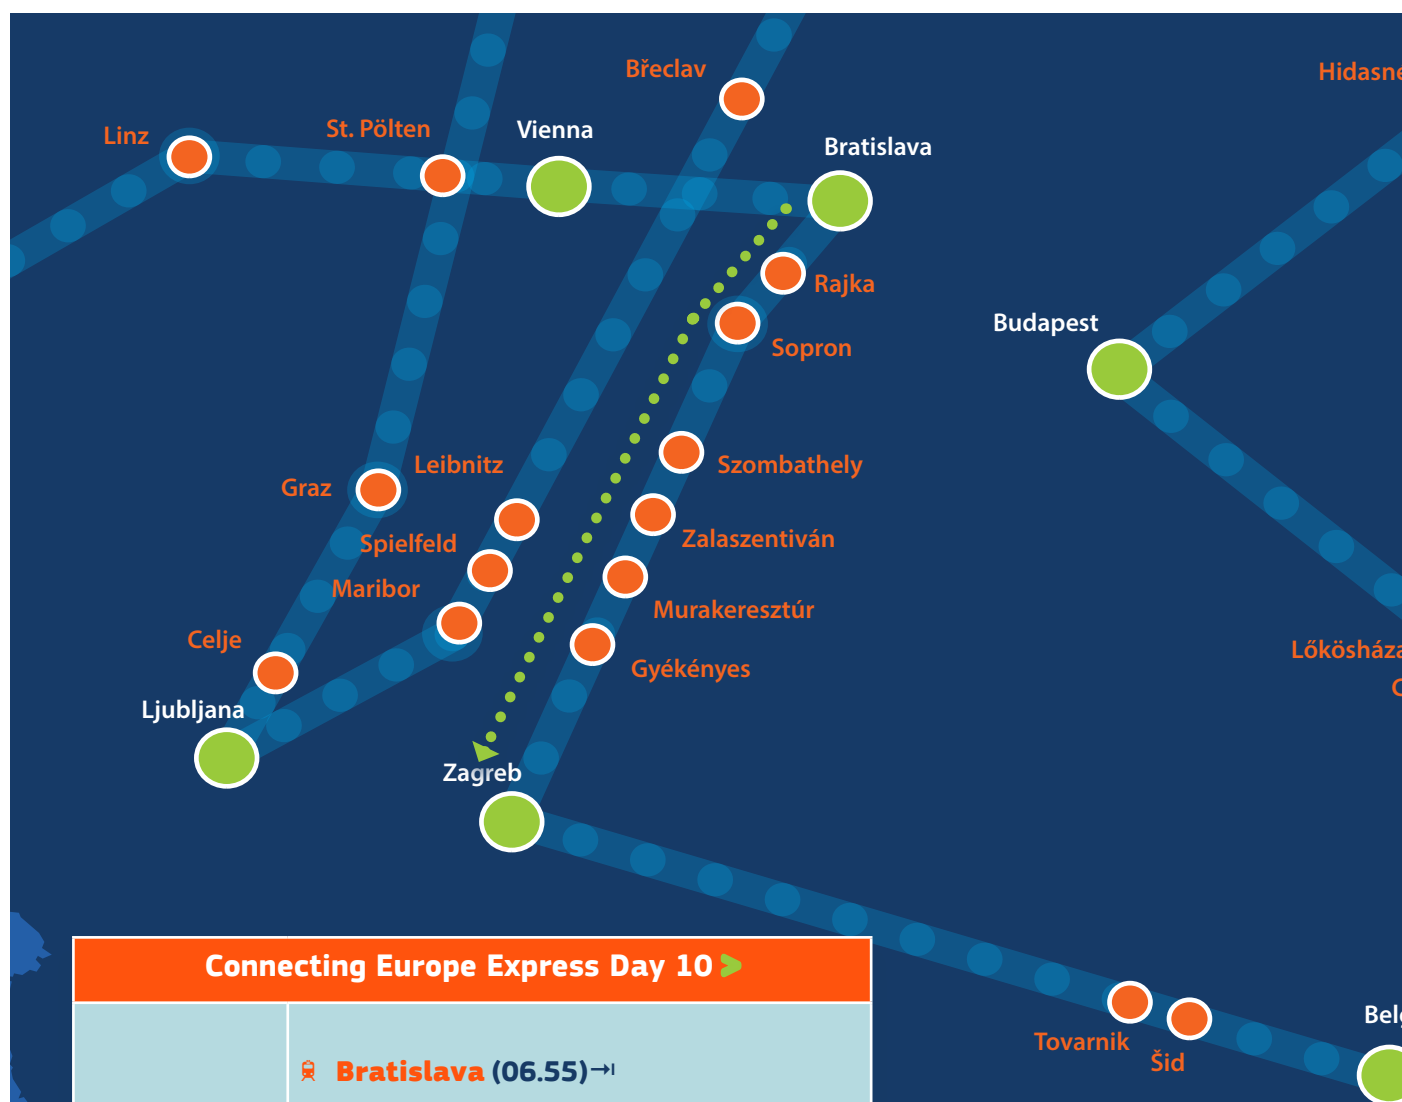 Břeclav
Hidasne
Linz
St. Pölten
Vienna
Bratislava
Rajka
Budapest
Sopron
Leibnitz
Szombathely
Graz
Spielfeld
Zalaszentiván
Maribor
Murakeresztúr
Celje
Gyékényes
Lőkösháza
C
Ljubljana
Zagreb
Connecting Europe Express Day 10 >
Belg
Tovarnik
Šid
Bratislava (06.55)